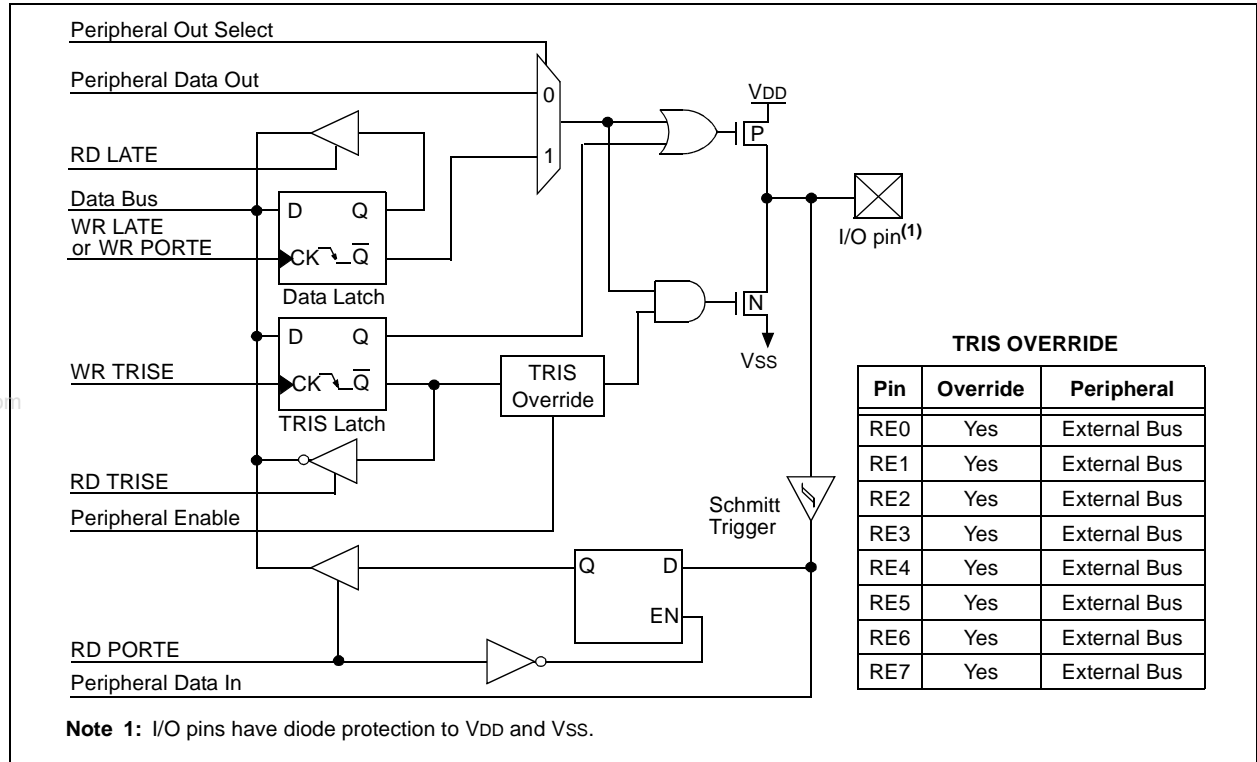 Peripheral Out Select
Peripheral Data Out
0
VDD
P
RD LATE
1
Data Bus
D Q
WR LATE
or WR PORTE
CK Q̅
Data Latch
I/O pin(1)
N
VSS
D Q
WR TRISE
CK Q̅
TRIS Latch
TRIS
Override
om
RD TRISE
Peripheral Enable
Schmitt
Trigger
Q D
EN
RD PORTE
Peripheral Data In
TRIS OVERRIDE
Pin Override Peripheral
RE0 Yes External Bus
RE1 Yes External Bus
RE2 Yes External Bus
RE3 Yes External Bus
RE4 Yes External Bus
RE5 Yes External Bus
RE6 Yes External Bus
RE7 Yes External Bus
Note 1: I/O pins have diode protection to VDD and VSS.